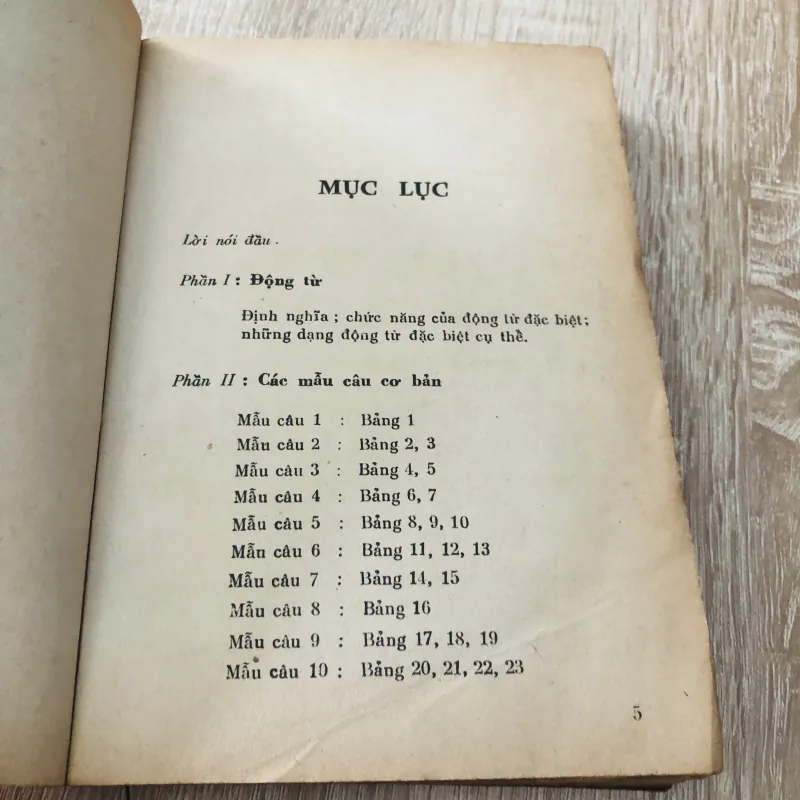 MỤC LỤC
Lời nói đầu.
Phần I : Động từ
Định nghĩa ; chức năng của động từ đặc biệt;
những dạng động từ đặc biệt cụ thể.
Phần II : Các mẫu câu cơ bản
Mẫu câu 1 : Bảng 1
Mẫu câu 2 : Bảng 2, 3
Mẫu câu 3 : Bảng 4, 5
Mẫu câu 4 : Bảng 6, 7
Mẫu câu 5 : Bảng 8, 9, 10
Mẫu câu 6 : Bảng 11, 12, 13
Mẫu câu 7 : Bảng 14, 15
Mẫu câu 8 : Bảng 16
Mẫu câu 9 : Bảng 17, 18, 19
Mẫu câu 10 : Bảng 20, 21, 22, 23
5